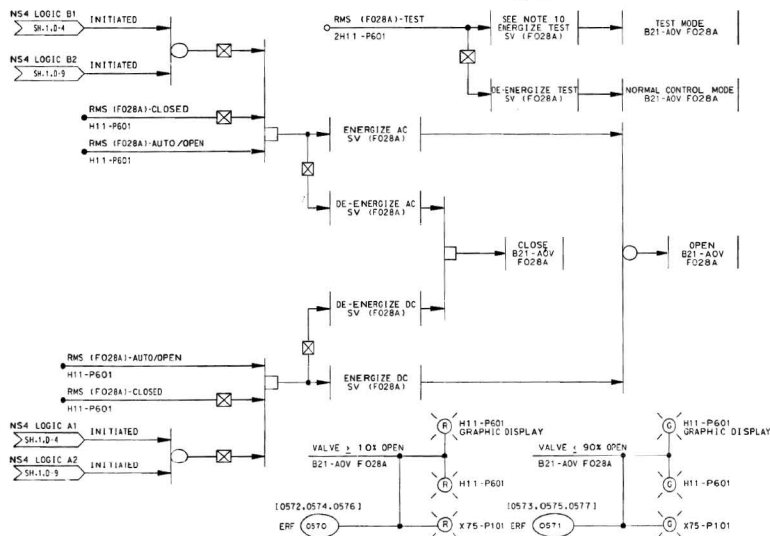 NS4 LOGIC B1
SH.1.D-4
INITIATED
NS4 LOGIC B2
SH.1.D-9
INITIATED
RMS (F028A)-CLOSED
H11-P601
RMS (F028A)-AUTO/OPEN
H11-P601
RMS (F028A)-TEST
2H11-P601
SEE NOTE 10
ENERGIZE TEST
SV (F028A)
TEST MODE
B21-AOV F028A
DE-ENERGIZE TEST
SV (F028A)
NORMAL CONTROL MODE
B21-AOV F028A
ENERGIZE AC
SV (F028A)
DE-ENERGIZE AC
SV (F028A)
CLOSE
B21-AOV
F028A
OPEN
B21-AOV
F028A
DE-ENERGIZE DC
SV (F028A)
ENERGIZE DC
SV (F028A)
RMS (F028A)-AUTO/OPEN
H11-P601
RMS (F028A)-CLOSED
H11-P601
NS4 LOGIC A1
SH.1.D-4
INITIATED
NS4 LOGIC A2
SH.1.D-9
INITIATED
VALVE ≥ 10% OPEN
B21-AOV F028A
R
H11-P601
GRAPHIC DISPLAY
R
H11-P601
[0572,0574,0576]
ERF
0570
R
X75-P101
VALVE ≤ 90% OPEN
B21-AOV F028A
G
H11-P601
GRAPHIC DISPLAY
G
H11-P601
[0573,0575,0577]
ERF
0571
G
X75-P101